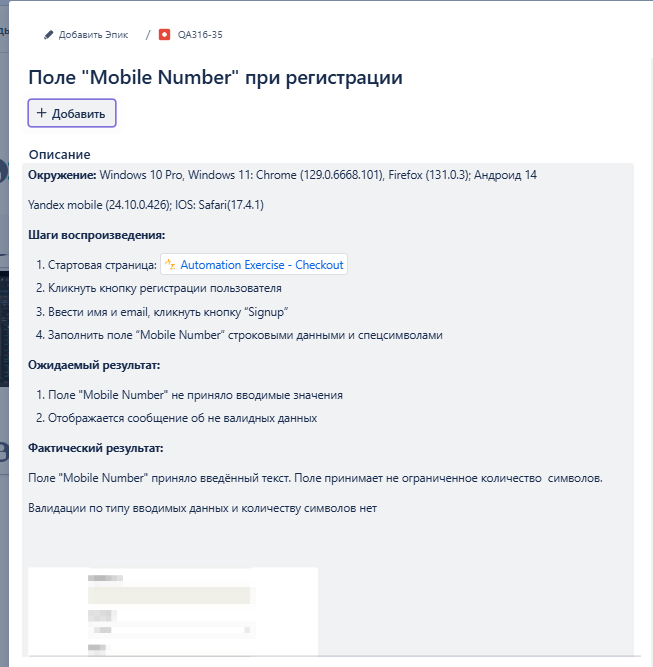 Добавить Эпик / QA316-35
Поле "Mobile Number" при регистрации
+ Добавить
Описание
Окружение: Windows 10 Pro, Windows 11: Chrome (129.0.6668.101), Firefox (131.0.3); Андроид 14
Yandex mobile (24.10.0.426); IOS: Safari(17.4.1)
Шаги воспроизведения:
1. Стартовая страница: Automation Exercise - Checkout
2. Кликнуть кнопку регистрации пользователя
3. Ввести имя и email, кликнуть кнопку “Signup”
4. Заполнить поле “Mobile Number” строковыми данными и спецсимволами
Ожидаемый результат:
1. Поле "Mobile Number" не приняло вводимые значения
2. Отображается сообщение об не валидных данных
Фактический результат:
Поле "Mobile Number" приняло введённый текст. Поле принимает не ограниченное количество символов.
Валидации по типу вводимых данных и количеству символов нет